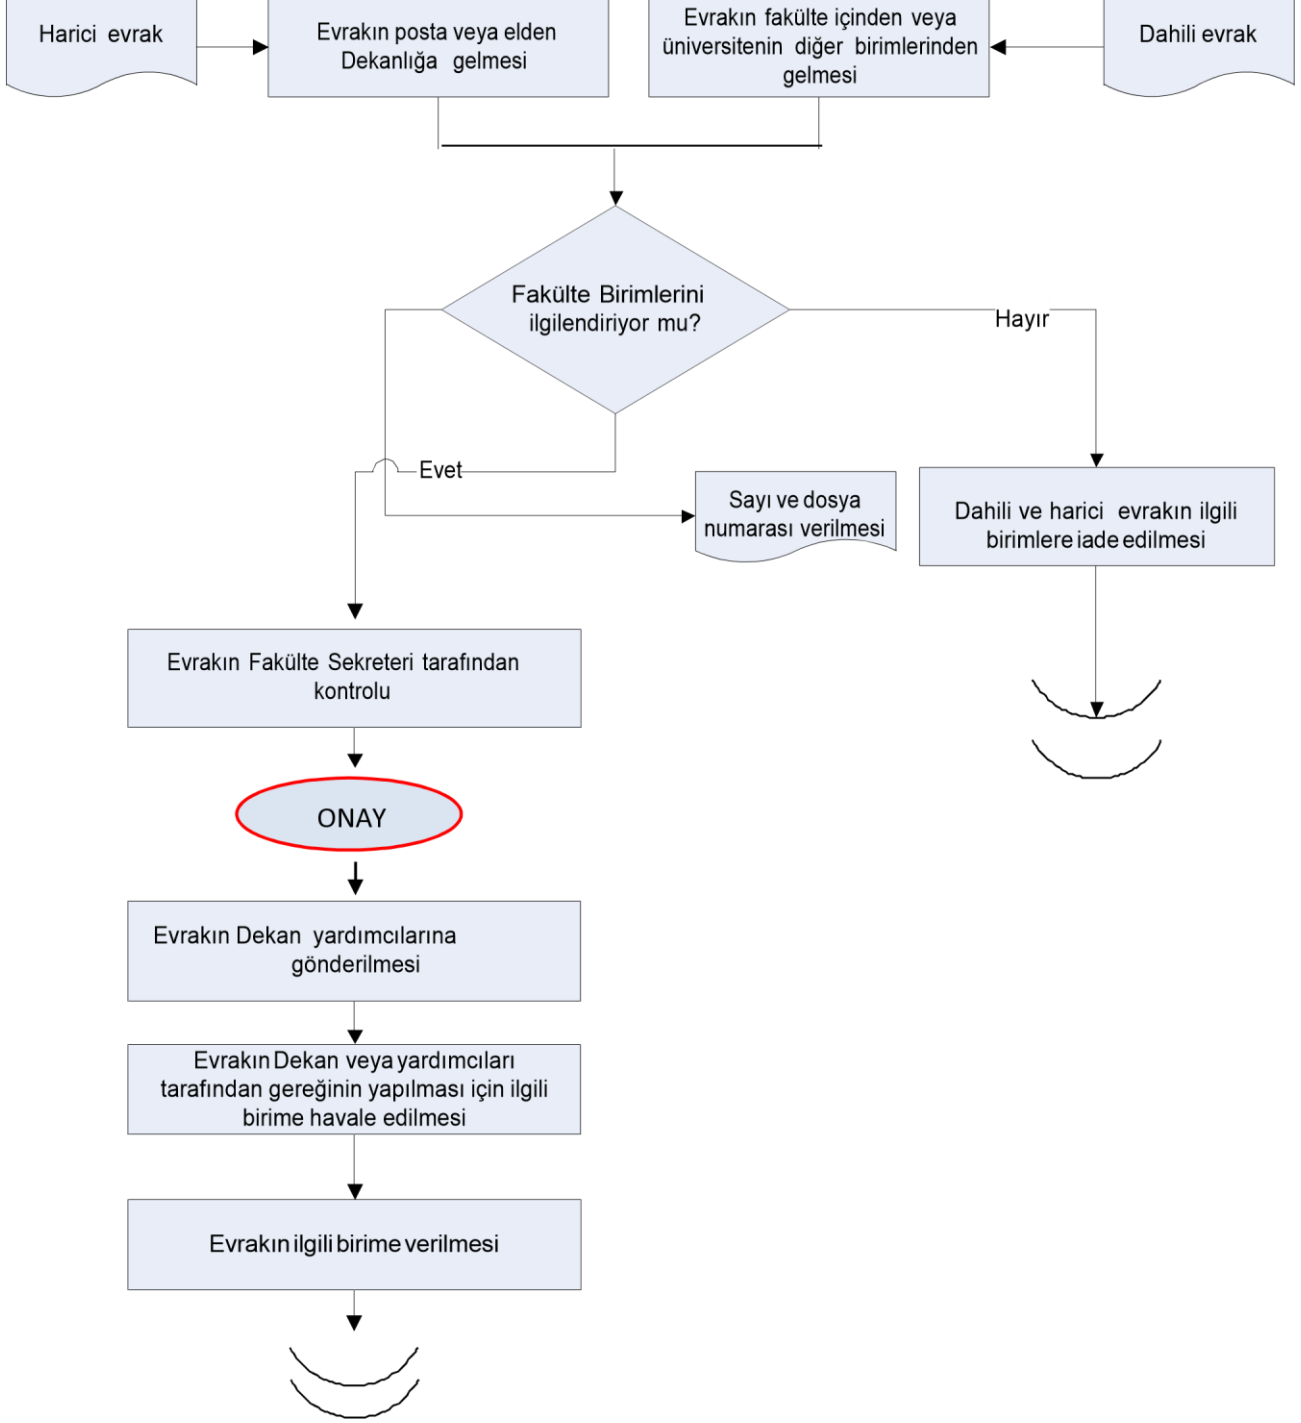 Harici evrak
Evrakın posta veya elden
Dekanlığa gelmesi
Evrakın fakülte içinden veya
üniversitenin diğer birimlerinden
gelmesi
Dahili evrak
Fakülte Birimlerini
ilgilendiriyor mu?
Hayır
Evet
Sayı ve dosya
numarası verilmesi
Dahili ve harici evrakın ilgili
birimlere iade edilmesi
Evrakın Fakülte Sekreteri tarafından
kontrolu
ONAY
Evrakın Dekan yardımcılarına
gönderilmesi
Evrakın Dekan veya yardımcıları
tarafından gereğinin yapılması için ilgili
birime havale edilmesi
Evrakın ilgili birime verilmesi